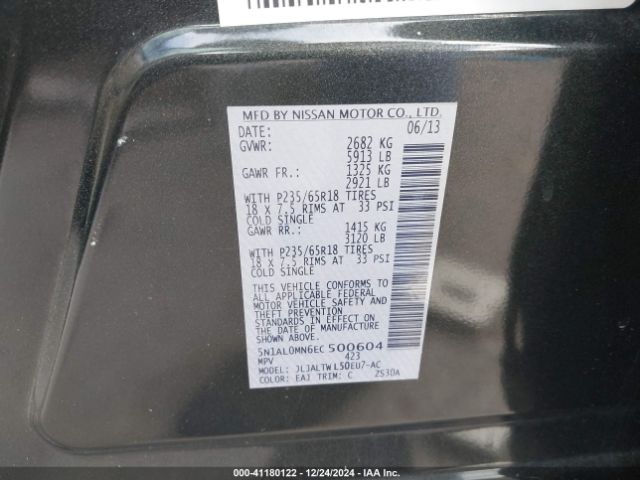 MFD BY NISSAN MOTOR CO., LTD.
DATE: 06/13
GVWR: 2682 KG
5913 LB
GAWR FR.: 1325 KG
2921 LB
WITH P235/65R18 TIRES
18 x 7.5 RIMS AT 33 PSI
COLD SINGLE
GAWR RR.: 1415 KG
3120 LB
WITH P235/65R18 TIRES
18 x 7.5 RIMS AT 33 PSI
COLD SINGLE
THIS VEHICLE CONFORMS TO
ALL APPLICABLE FEDERAL
MOTOR VEHICLE SAFETY AND
THEFT PREVENTION
STANDARDS IN EFFECT ON
THE DATE OF MANUFACTURE
5N1AL0MN6EC 500604
MPV 423
MODEL: JLJALTWL50EU7-AC
COLOR: EAJ TRIM: C ZS30A
000-41180122 - 12/24/2024 - IAA Inc.